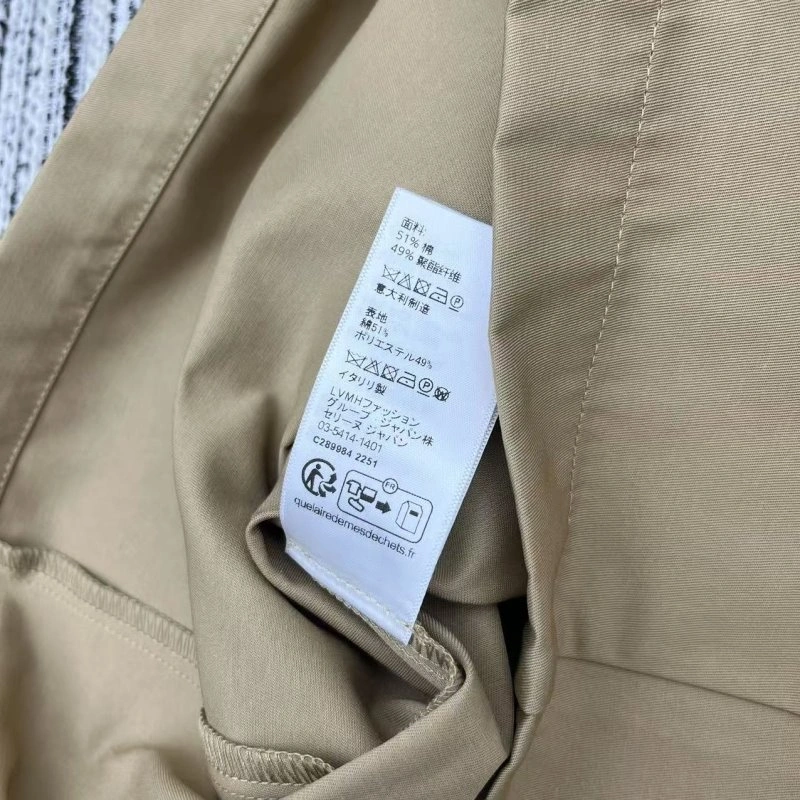 面料:
51% 棉
49% 聚酯纤维
P
意大利制造
表地
綿51%
ポリエステル49%
P W
イタリリ製
LVMHファッション
グループ・ジャパン株
セリーヌ ジャパン
03-5414-1401
C289984 2251
FR
quelairedemesdechets.fr